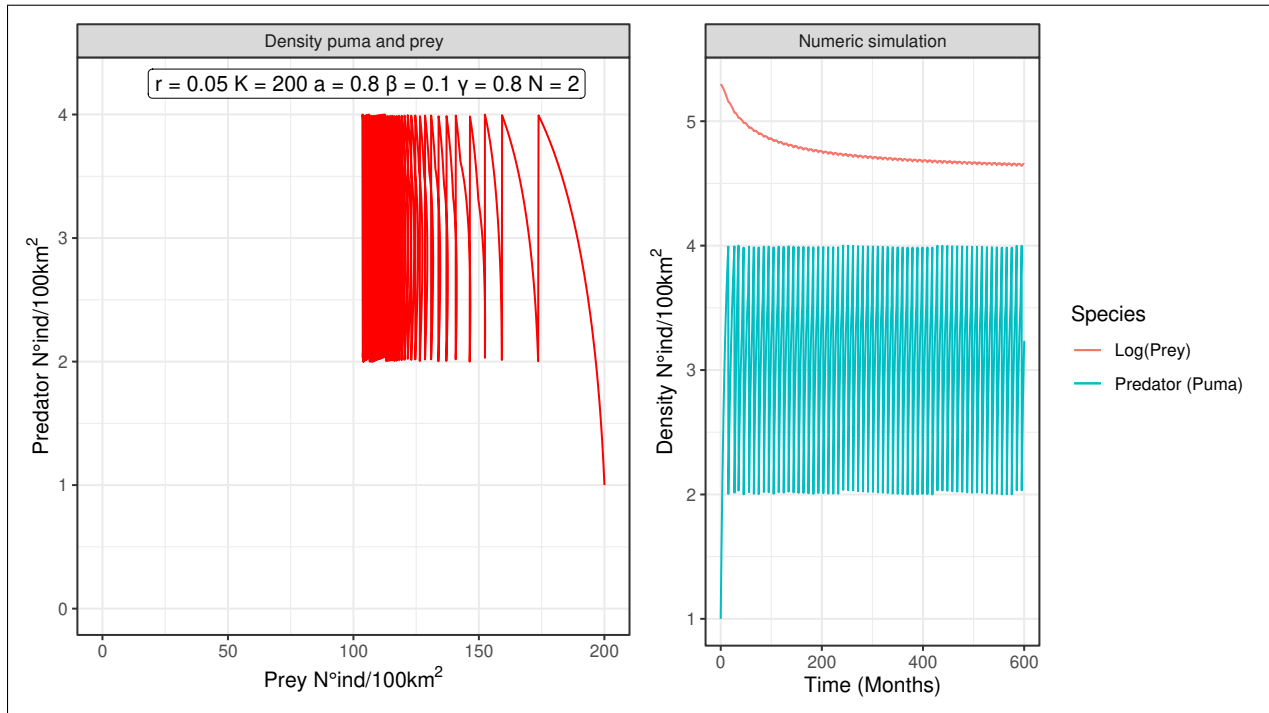 Density puma and prey
r = 0.05 K = 200 a = 0.8 β = 0.1 γ = 0.8 N = 2
Predator N°ind/100km²
4
3
2
1
0
0 50 100 150 200
Prey N°ind/100km²
Numeric simulation
Density N°ind/100km²
5
4
3
2
1
0 200 400 600
Time (Months)
Species
Log(Prey)
Predator (Puma)